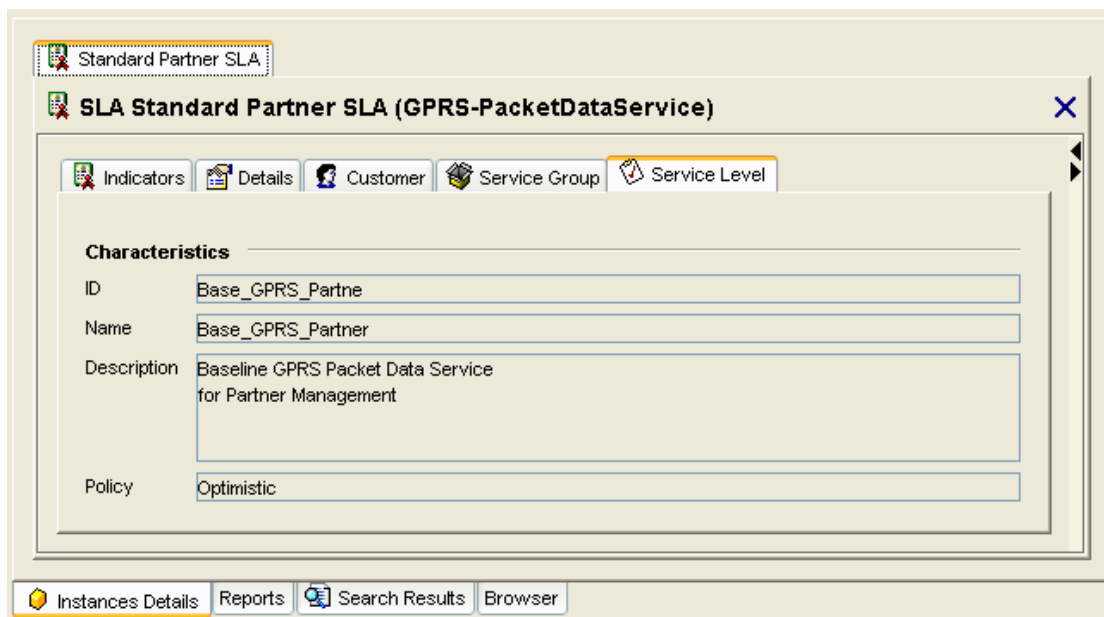 Standard Partner SLA
SLA Standard Partner SLA (GPRS-PacketDataService)
Indicators Details Customer Service Group Service Level
Characteristics
ID Base_GPRS_Partne
Name Base_GPRS_Partner
Description Baseline GPRS Packet Data Service
for Partner Management
Policy Optimistic
Instances Details Reports Search Results Browser